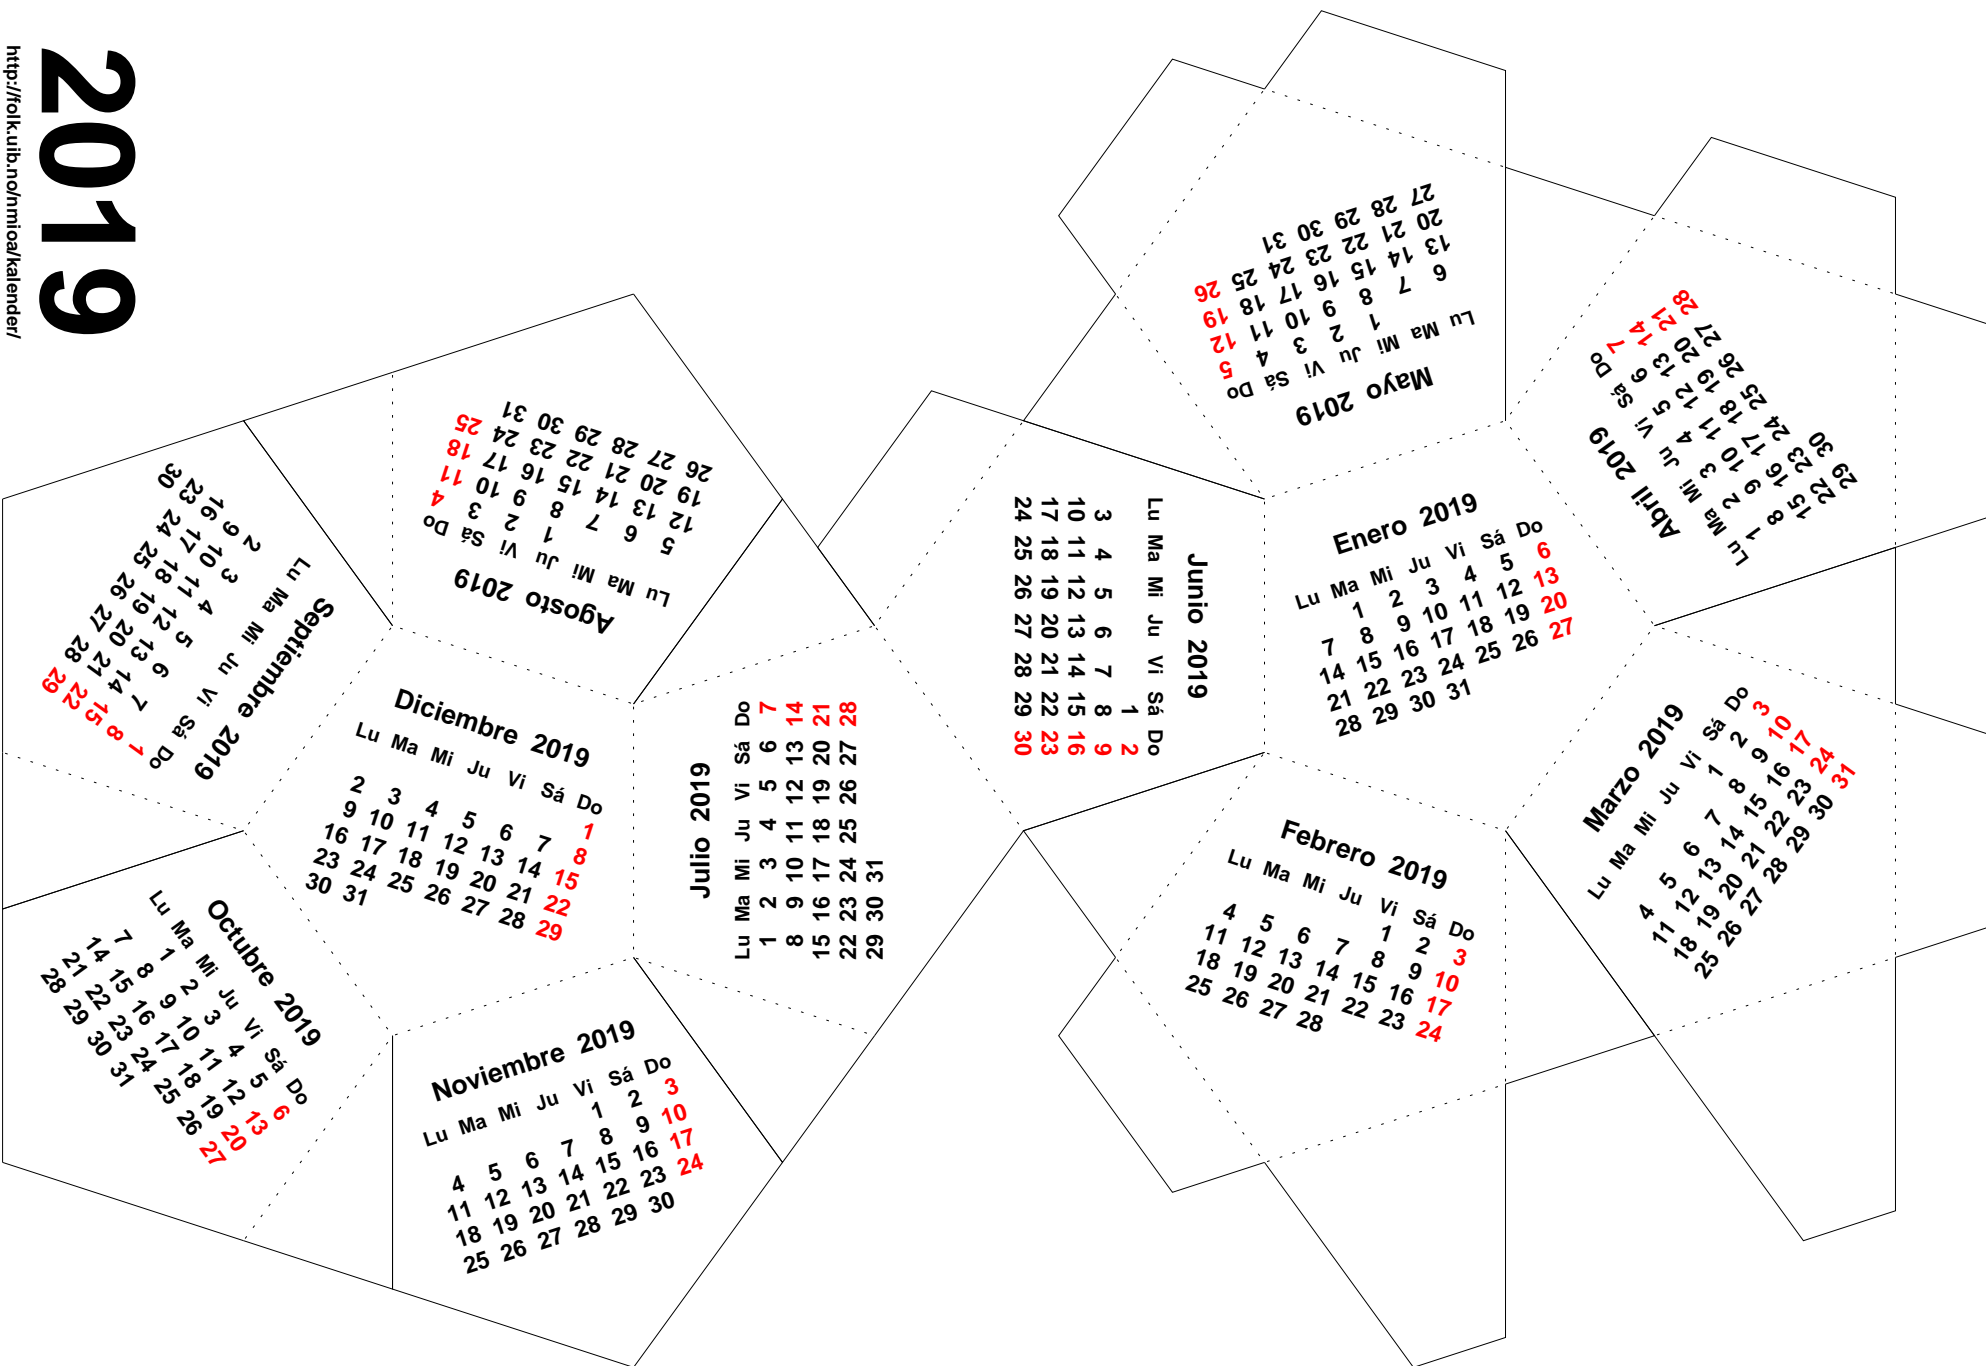 2019
http://folk.uib.no/nmioa/kalender/
Enero 2019
Lu Ma Mi Ju Vi Sá Do
1 2 3 4 5 6
7 8 9 10 11 12 13
14 15 16 17 18 19 20
21 22 23 24 25 26 27
28 29 30 31
Febrero 2019
Lu Ma Mi Ju Vi Sá Do
1 2 3
4 5 6 7 8 9 10
11 12 13 14 15 16 17
18 19 20 21 22 23 24
25 26 27 28
Marzo 2019
Lu Ma Mi Ju Vi Sá Do
1 2 3
4 5 6 7 8 9 10
11 12 13 14 15 16 17
18 19 20 21 22 23 24
25 26 27 28 29 30 31
Abril 2019
Lu Ma Mi Ju Vi Sá Do
1 2 3 4 5 6 7
8 9 10 11 12 13 14
15 16 17 18 19 20 21
22 23 24 25 26 27 28
29 30
Mayo 2019
Lu Ma Mi Ju Vi Sá Do
1 2 3 4 5
6 7 8 9 10 11 12
13 14 15 16 17 18 19
20 21 22 23 24 25 26
27 28 29 30 31
Junio 2019
Lu Ma Mi Ju Vi Sá Do
1 2
3 4 5 6 7 8 9
10 11 12 13 14 15 16
17 18 19 20 21 22 23
24 25 26 27 28 29 30
Julio 2019
Lu Ma Mi Ju Vi Sá Do
1 2 3 4 5 6 7
8 9 10 11 12 13 14
15 16 17 18 19 20 21
22 23 24 25 26 27 28
29 30 31
Agosto 2019
Lu Ma Mi Ju Vi Sá Do
1 2 3 4
5 6 7 8 9 10 11
12 13 14 15 16 17 18
19 20 21 22 23 24 25
26 27 28 29 30 31
Septiembre 2019
Lu Ma Mi Ju Vi Sá Do
1
2 3 4 5 6 7 8
9 10 11 12 13 14 15
16 17 18 19 20 21 22
23 24 25 26 27 28 29
30
Octubre 2019
Lu Ma Mi Ju Vi Sá Do
1 2 3 4 5 6
7 8 9 10 11 12 13
14 15 16 17 18 19 20
21 22 23 24 25 26 27
28 29 30 31
Noviembre 2019
Lu Ma Mi Ju Vi Sá Do
1 2 3
4 5 6 7 8 9 10
11 12 13 14 15 16 17
18 19 20 21 22 23 24
25 26 27 28 29 30
Diciembre 2019
Lu Ma Mi Ju Vi Sá Do
1
2 3 4 5 6 7 8
9 10 11 12 13 14 15
16 17 18 19 20 21 22
23 24 25 26 27 28 29
30 31